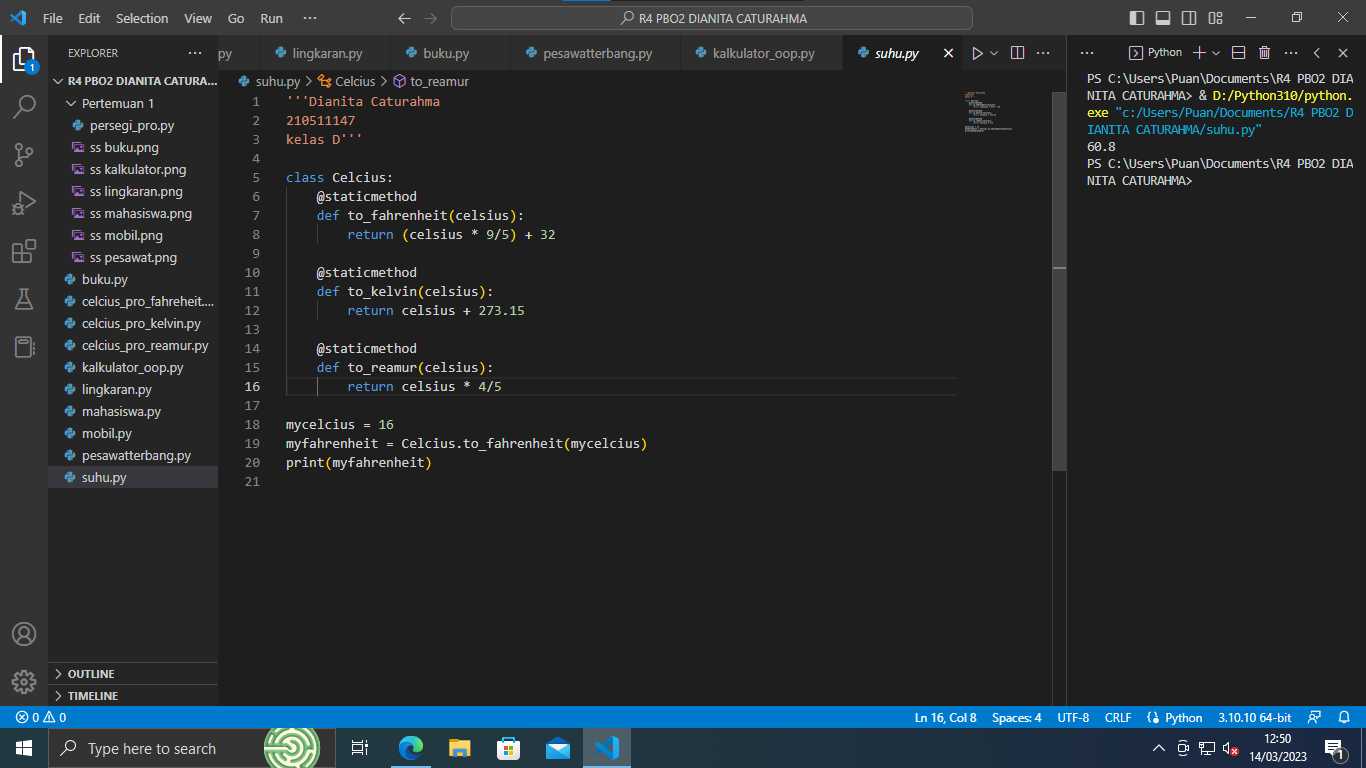 File Edit Selection View Go Run ···
R4 PBO2 DIANITA CATURAHMA
EXPLORER
R4 PBO2 DIANITA CATURA...
Pertemuan 1
persegi_pro.py
ss buku.png
ss kalkulator.png
ss lingkaran.png
ss mahasiswa.png
ss mobil.png
ss pesawat.png
buku.py
celcius_pro_fahreheit....
celcius_pro_kelvin.py
celcius_pro_reamur.py
kalkulator_oop.py
lingkaran.py
mahasiswa.py
mobil.py
pesawatterbang.py
suhu.py
OUTLINE
TIMELINE
py lingkaran.py buku.py pesawatterbang.py kalkulator_oop.py suhu.py
suhu.py > Celcius > to_reamur
1 '''Dianita Caturahma
2 210511147
3 kelas D'''
4
5 class Celcius:
6 @staticmethod
7 def to_fahrenheit(celsius):
8 return (celsius * 9/5) + 32
9
10 @staticmethod
11 def to_kelvin(celsius):
12 return celsius + 273.15
13
14 @staticmethod
15 def to_reamur(celsius):
16 return celsius * 4/5
17
18 mycelcius = 16
19 myfahrenheit = Celcius.to_fahrenheit(mycelcius)
20 print(myfahrenheit)
21
Python
PS C:\Users\Puan\Documents\R4 PBO2 DIA
NITA CATURAHMA> & D:/Python310/python.
exe "c:/Users/Puan/Documents/R4 PBO2 D
IANITA CATURAHMA/suhu.py"
60.8
PS C:\Users\Puan\Documents\R4 PBO2 DIA
NITA CATURAHMA>
1
0 0
Ln 16, Col 8 Spaces: 4 UTF-8 CRLF Python 3.10.10 64-bit
Type here to search
12:50
14/03/2023
1